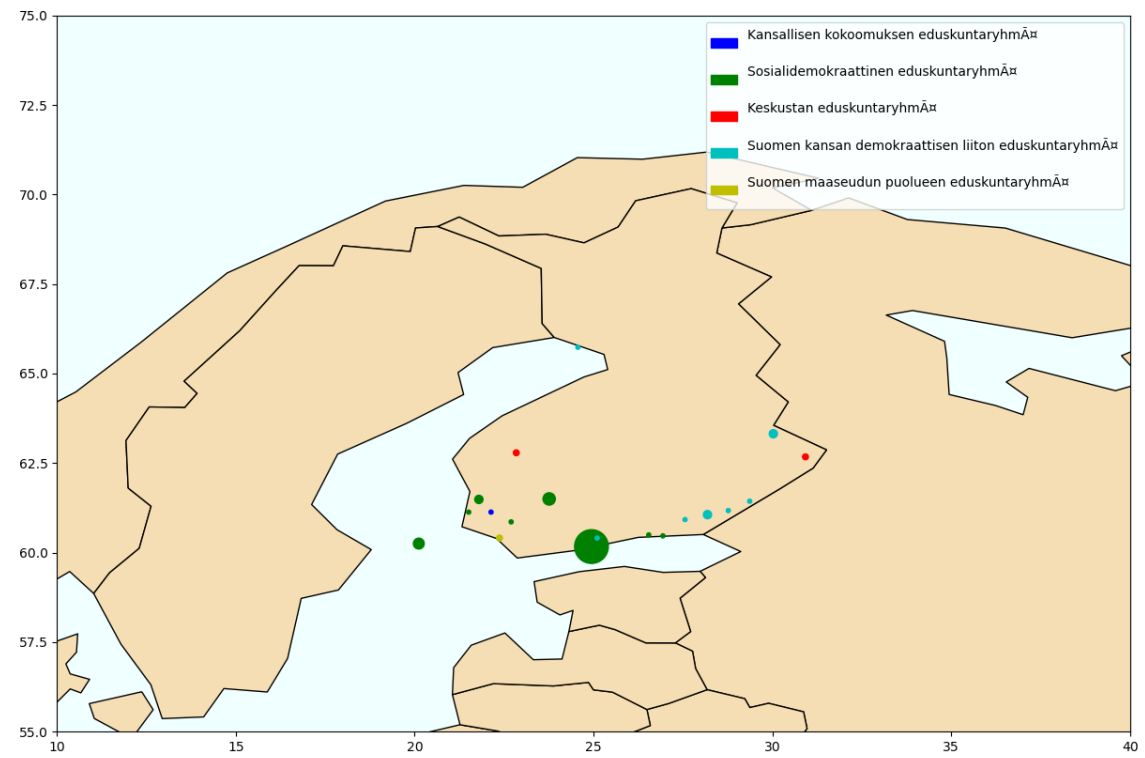 75.0
72.5
70.0
67.5
65.0
62.5
60.0
57.5
55.0
10 15 20 25 30 35 40
Kansallisen kokoomuksen eduskuntaryhmÃ¤
Sosialidemokraattinen eduskuntaryhmÃ¤
Keskustan eduskuntaryhmÃ¤
Suomen kansan demokraattisen liiton eduskuntaryhmÃ¤
Suomen maaseudun puolueen eduskuntaryhmÃ¤